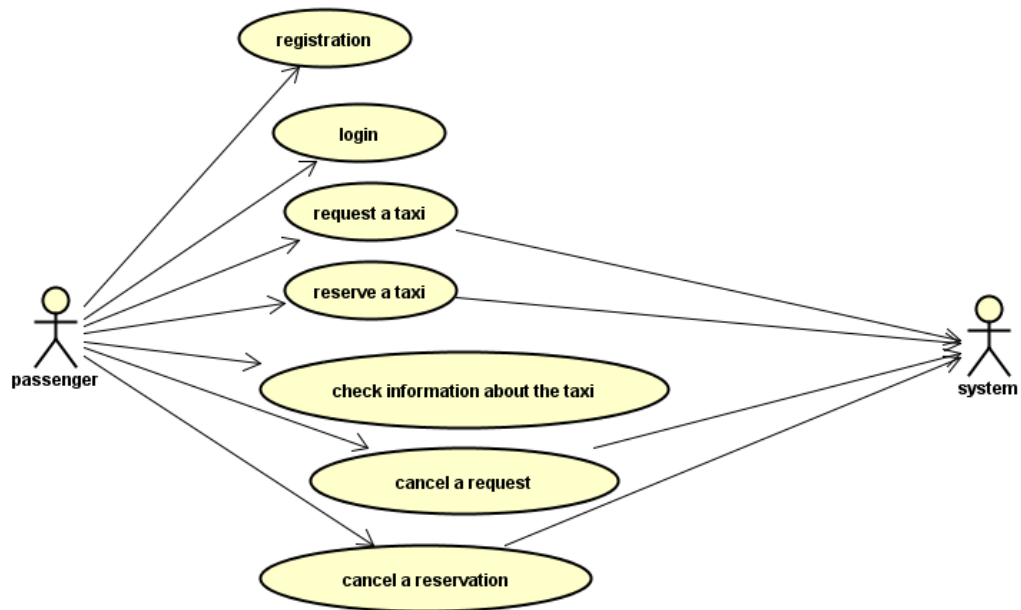 registration
login
request a taxi
reserve a taxi
passenger
system
check information about the taxi
cancel a request
cancel a reservation